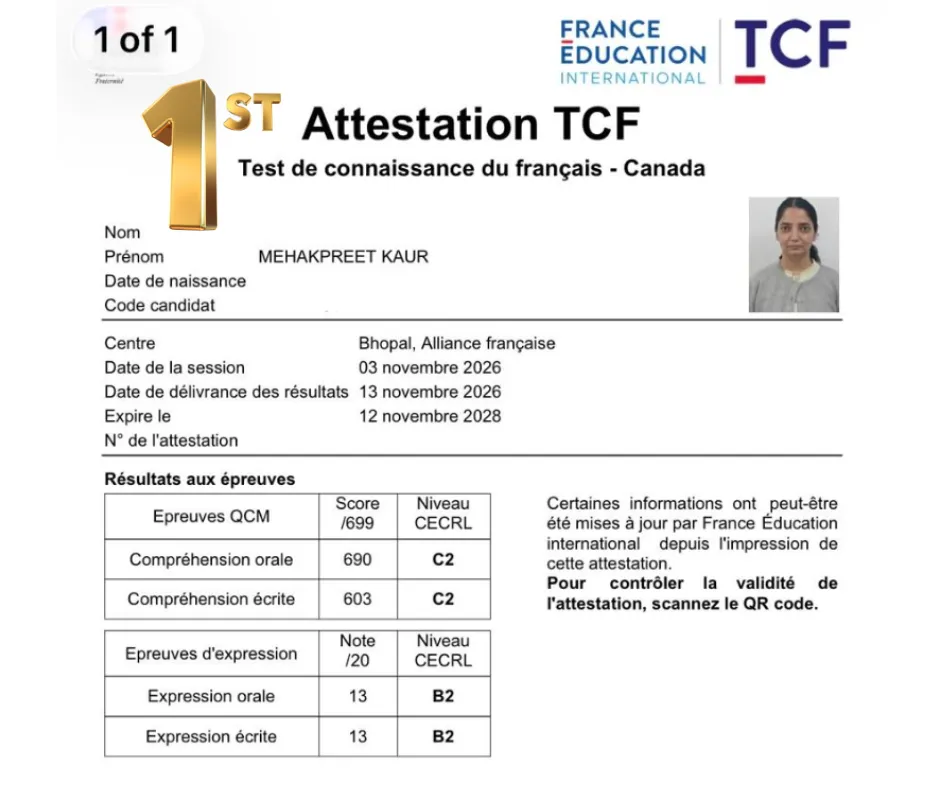 1 of 1
FRANCE
ÉDUCATION
INTERNATIONAL
TCF
Fraternité
1ST
Attestation TCF
Test de connaissance du français - Canada
Nom
Prénom MEHAKPREET KAUR
Date de naissance
Code candidat
Centre Bhopal, Alliance française
Date de la session 03 novembre 2026
Date de délivrance des résultats 13 novembre 2026
Expire le 12 novembre 2028
N° de l'attestation
Résultats aux épreuves
Epreuves QCM Score /699 Niveau CECRL
Compréhension orale 690 C2
Compréhension écrite 603 C2
Epreuves d'expression Note /20 Niveau CECRL
Expression orale 13 B2
Expression écrite 13 B2
Certaines informations ont peut-être
été mises à jour par France Éducation
international depuis l'impression de
cette attestation.
Pour contrôler la validité de
l'attestation, scannez le QR code.